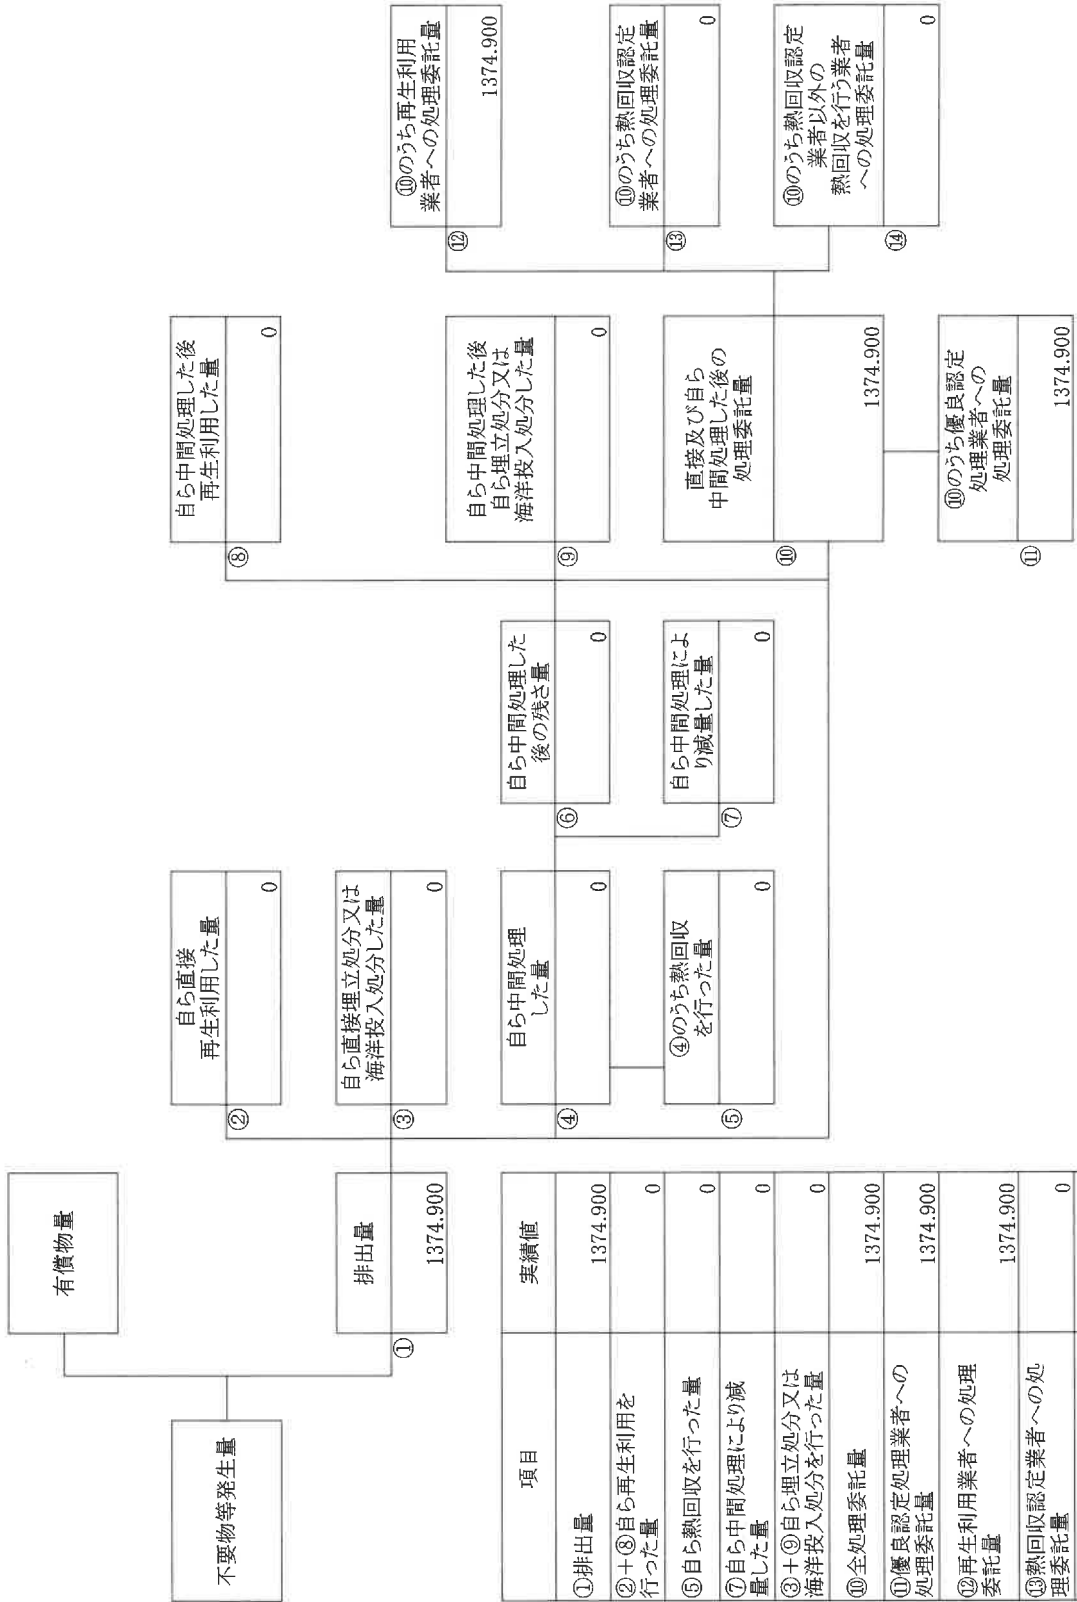 不要物等発生量
有償物量
排出量
①
1374.900
自ら直接
再生利用した量
②
0
自ら直接埋立処分又は
海洋投入処分した量
③
0
自ら中間処理
した量
④
0
④のうち熱回収
を行った量
⑤
0
自ら中間処理した
後の残さ量
⑥
0
自ら中間処理によ
り減量した量
⑦
0
自ら中間処理した後
再生利用した量
⑧
0
自ら中間処理した後
自ら埋立処分又は
海洋投入処分した量
⑨
0
直接及び自ら
中間処理した後の
処理委託量
⑩
1374.900
⑩のうち優良認定
処理業者への
処理委託量
⑪
1374.900
⑩のうち再生利用
業者への処理委託量
⑫
1374.900
⑩のうち熱回収認定
業者への処理委託量
⑬
0
⑩のうち熱回収認定
業者以外の
熱回収を行う業者
への処理委託量
⑭
0
項目 実績値
①排出量 1374.900
②+⑧自ら再生利用を
行った量 0
⑤自ら熱回収を行った量 0
⑦自ら中間処理により減
量した量 0
③+⑨自ら埋立処分又は
海洋投入処分を行った量 0
⑩全処理委託量 1374.900
⑪優良認定処理業者への
処理委託量 1374.900
⑫再生利用業者への処理
委託量 1374.900
⑬熱回収認定業者への処
理委託量 0